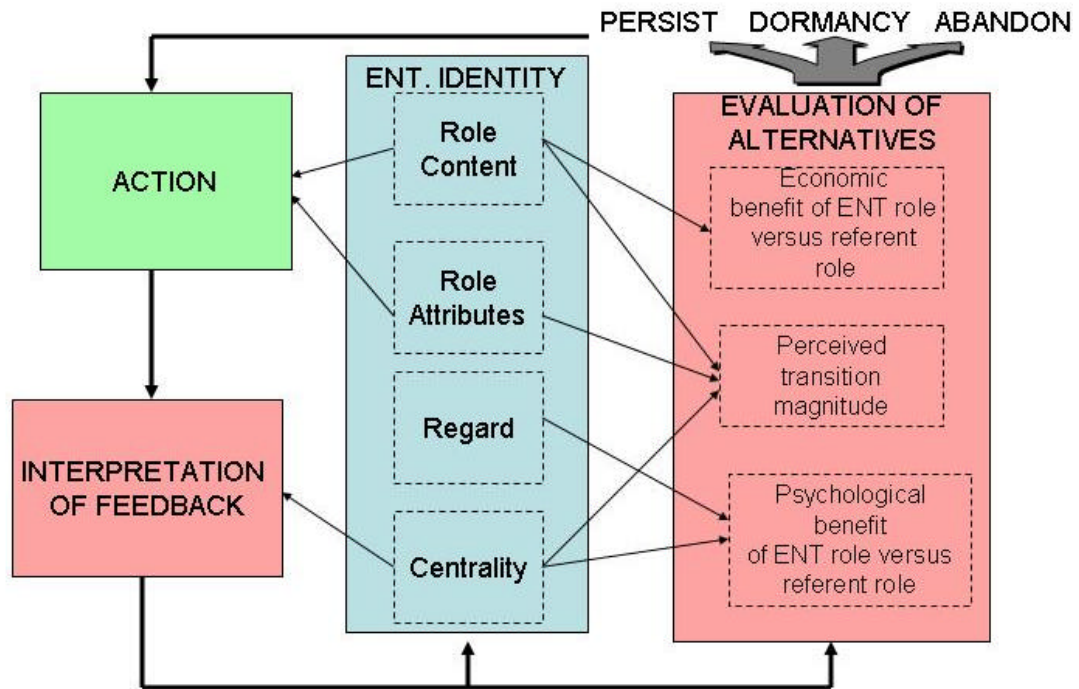 PERSIST DORMANCY ABANDON
ACTION
INTERPRETATION
OF FEEDBACK
ENT. IDENTITY
Role
Content
Role
Attributes
Regard
Centrality
EVALUATION OF
ALTERNATIVES
Economic
benefit of ENT role
versus referent
role
Perceived
transition
magnitude
Psychological
benefit
of ENT role versus
referent role